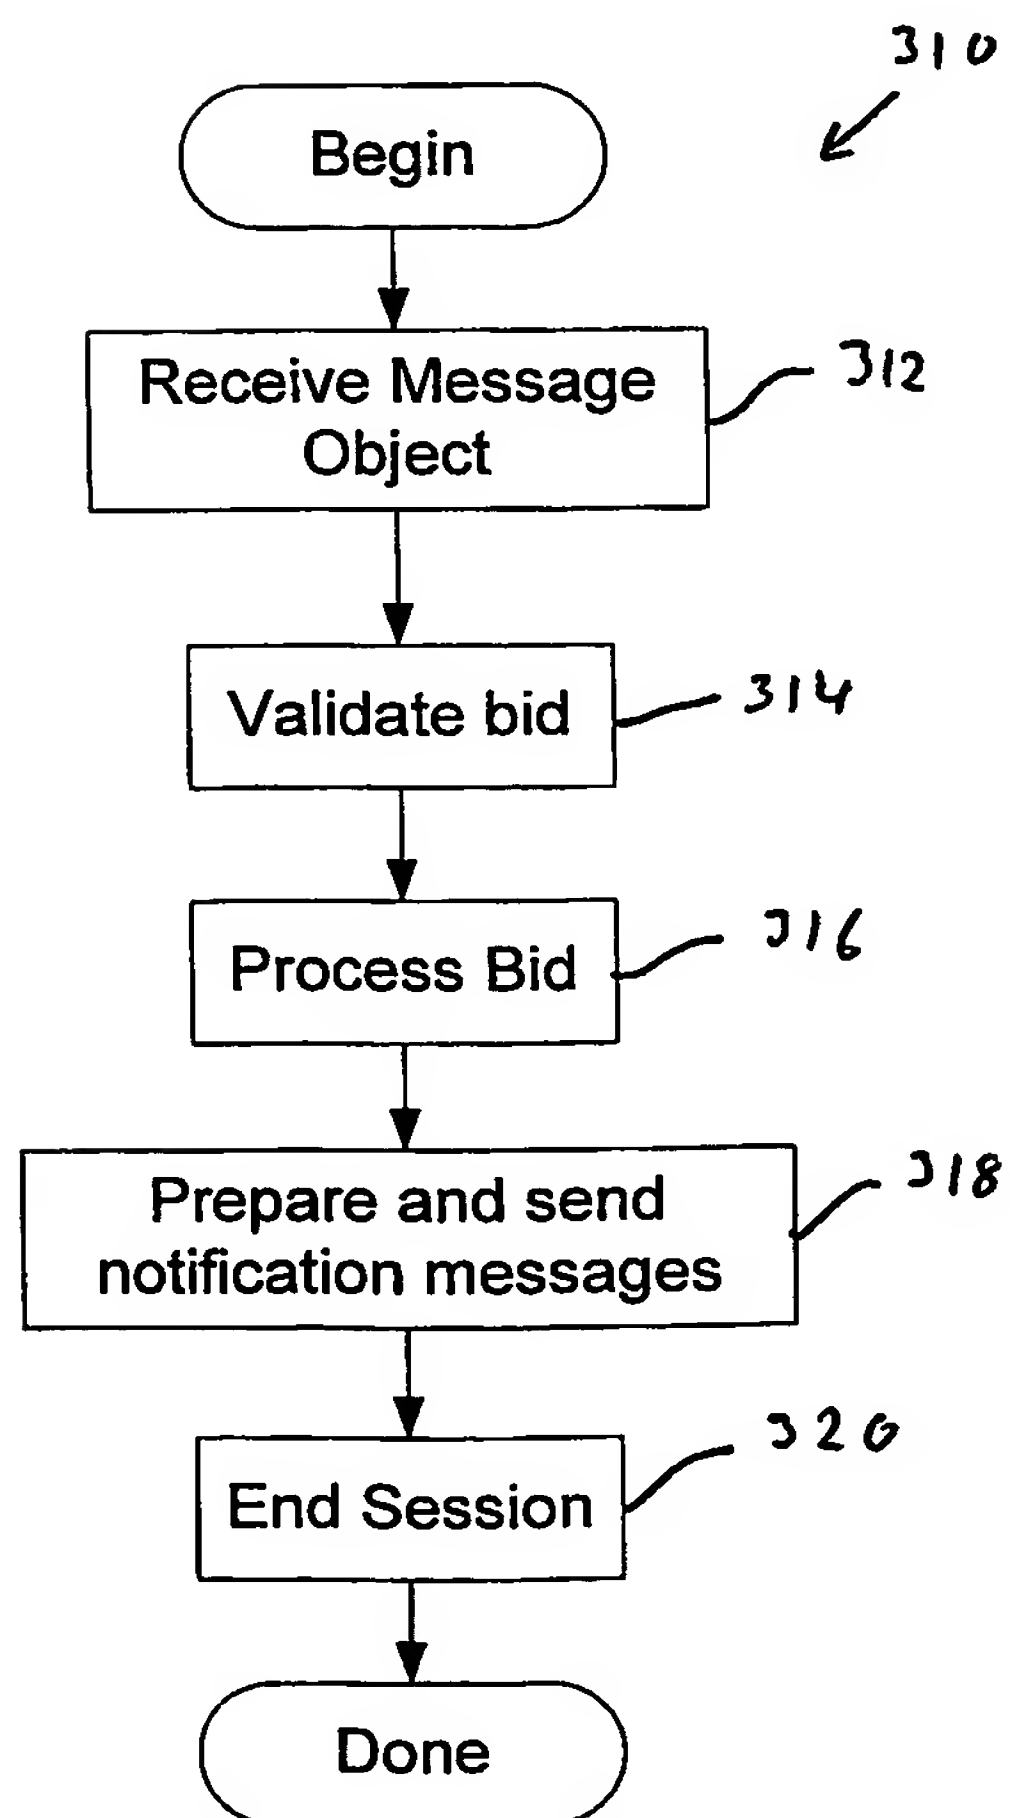 310
Begin
Receive Message
Object
312
Validate bid
314
Process Bid
316
Prepare and send
notification messages
318
End Session
320
Done